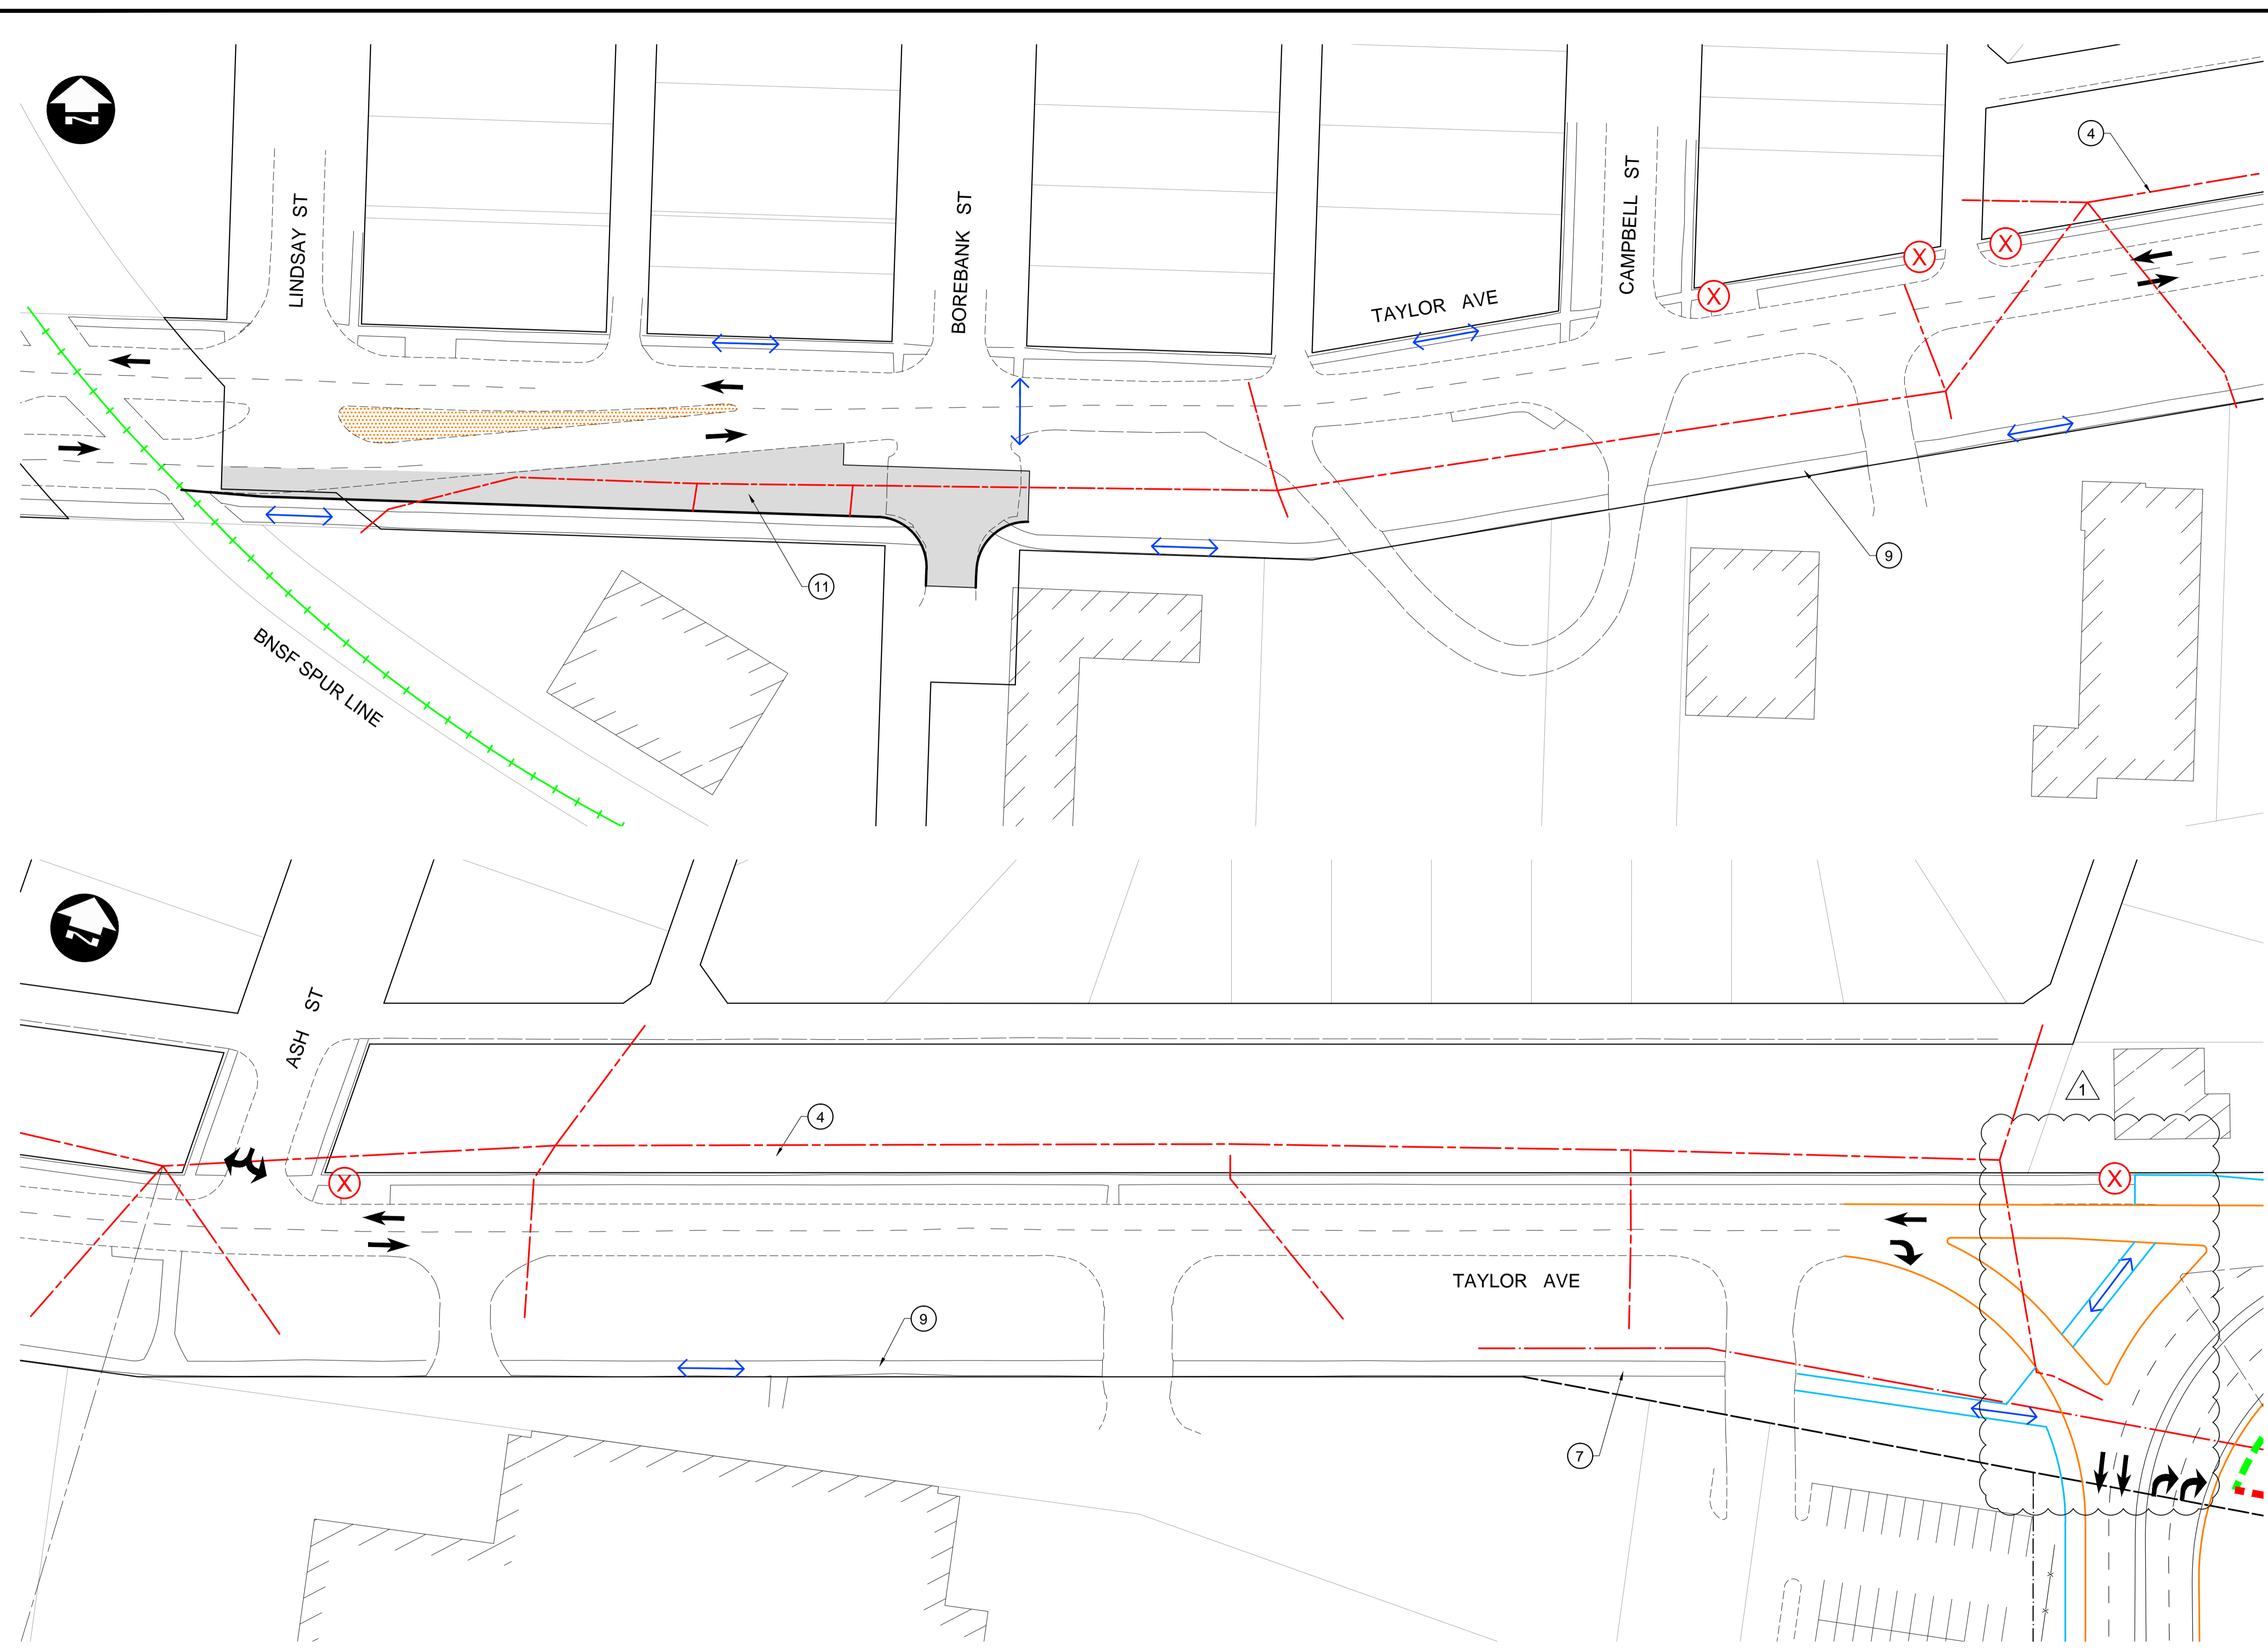 N
LINDSAY ST
BOREBANK ST
CAMPBELL ST
4
X
X
X
TAYLOR AVE
9
11
BNSF SPUR LINE
N
ASH ST
4
1
X
X
TAYLOR AVE
9
7